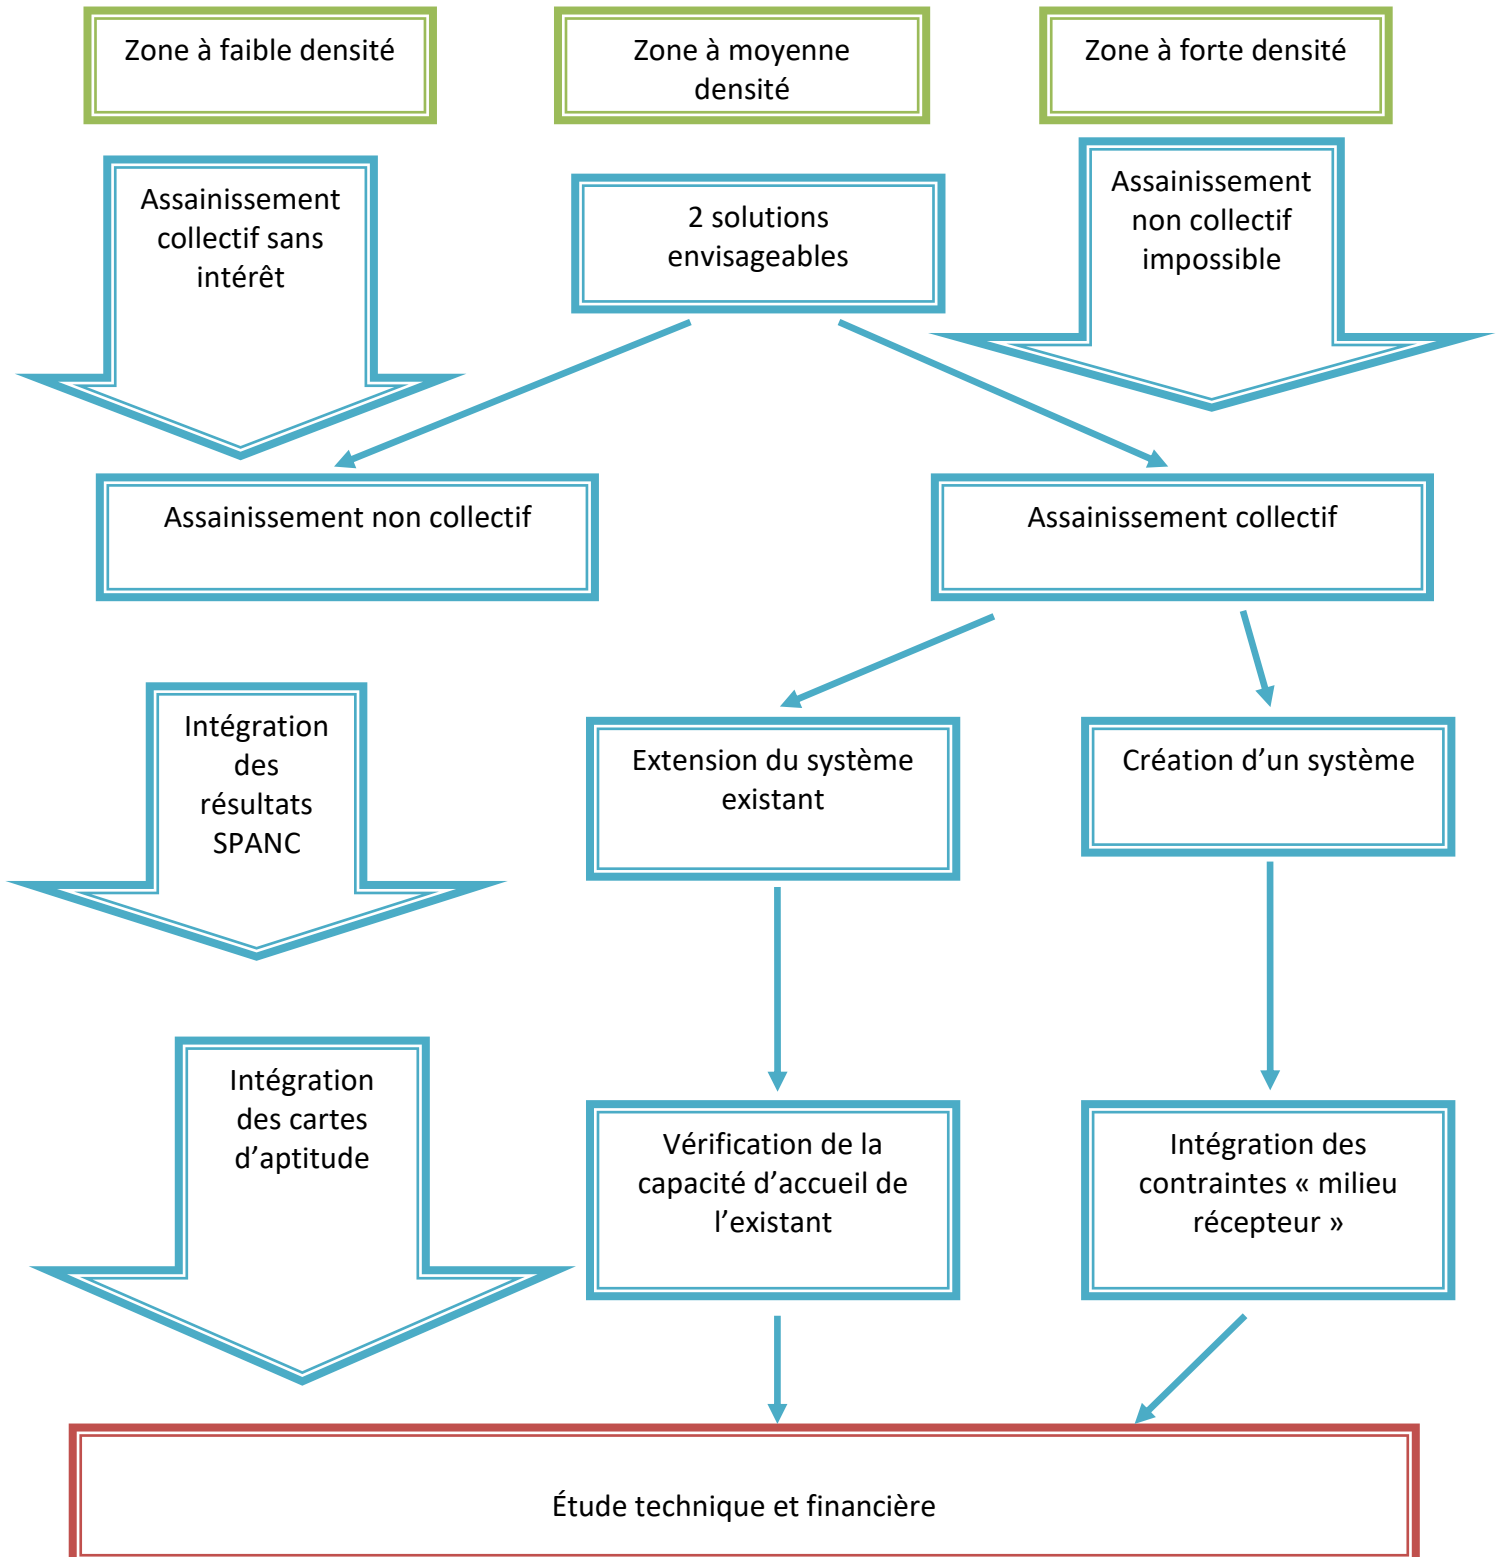 Zone à faible densité
Zone à moyenne
densité
Zone à forte densité
Assainissement
collectif sans
intérêt
2 solutions
envisageables
Assainissement
non collectif
impossible
Assainissement non collectif
Assainissement collectif
Intégration
des
résultats
SPANC
Extension du système
existant
Création d’un système
Intégration
des cartes
d’aptitude
Vérification de la
capacité d’accueil de
l’existant
Intégration des
contraintes « milieu
récepteur »
Étude technique et financière